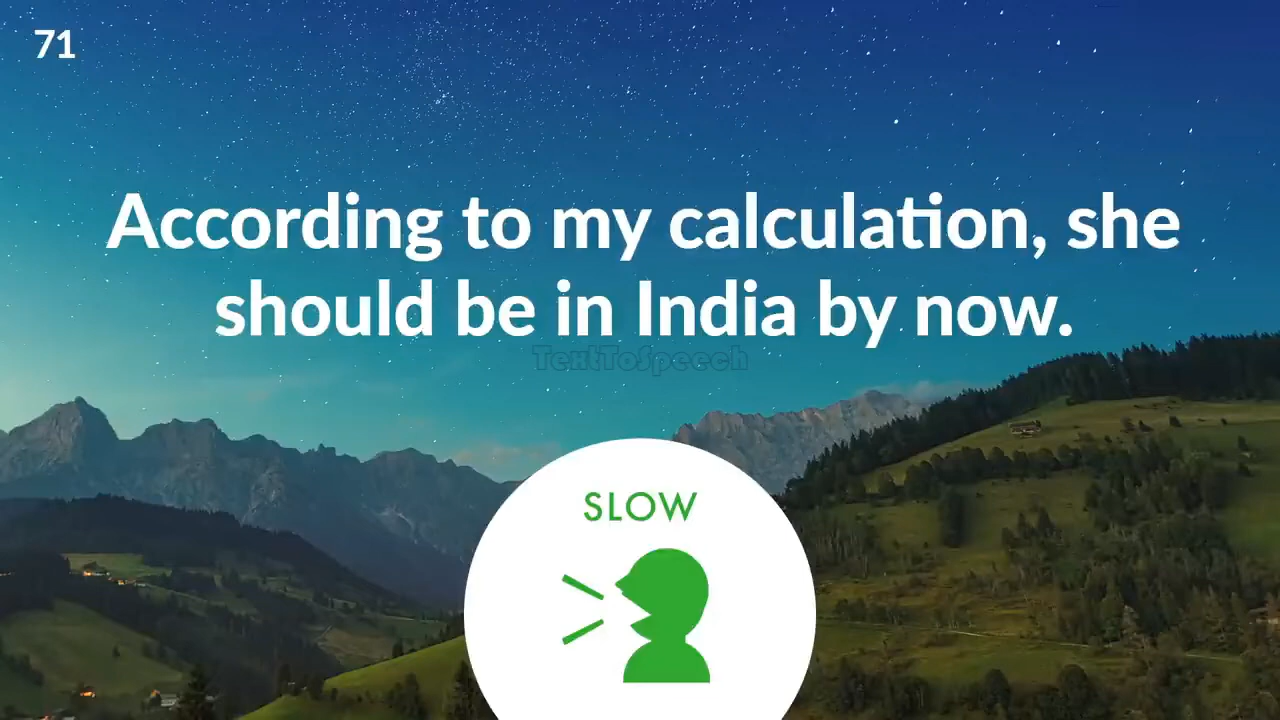 71
According to my calculation, she
should be in India by now.
TextToSpeech
SLOW